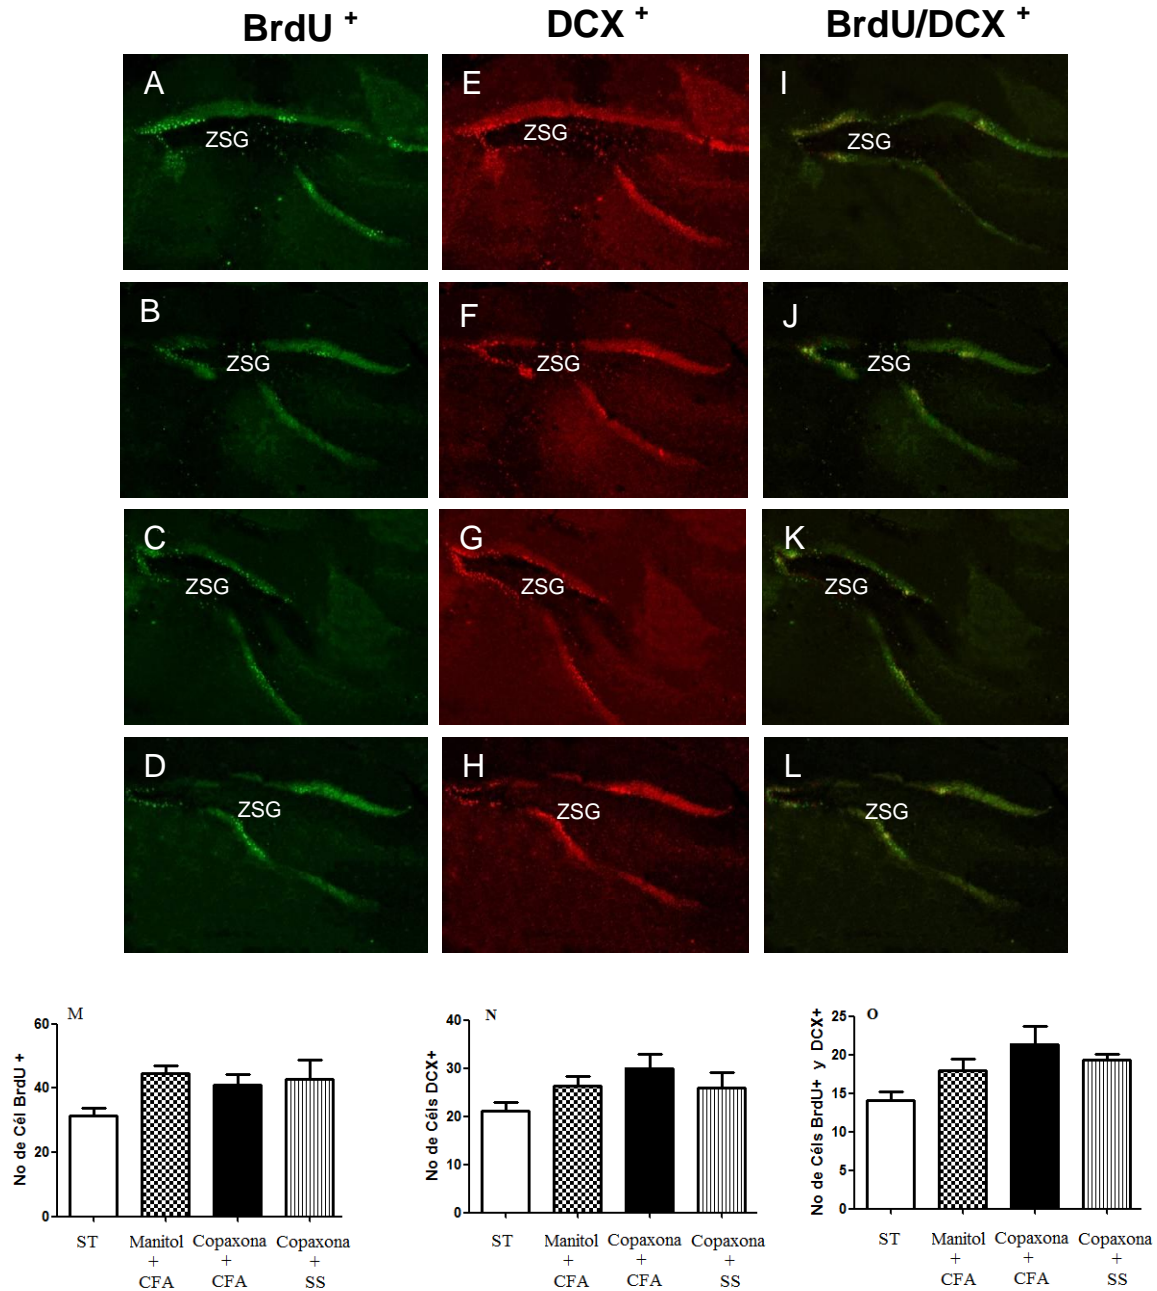 BrdU + DCX + BrdU/DCX +
A E I
ZSG ZSG ZSG
B F J
ZSG ZSG ZSG
C G K
ZSG ZSG ZSG
D H L
ZSG ZSG ZSG
M
No de Cél BrdU +
60
40
20
0
ST Manitol + CFA Copaxona + CFA Copaxona + SS
N
No de Céls DCX+
40
30
20
10
0
ST Manitol + CFA Copaxona + CFA Copaxona + SS
O
No de Céls BrdU+ y DCX+
25
20
15
10
5
0
ST Manitol + CFA Copaxona + CFA Copaxona + SS